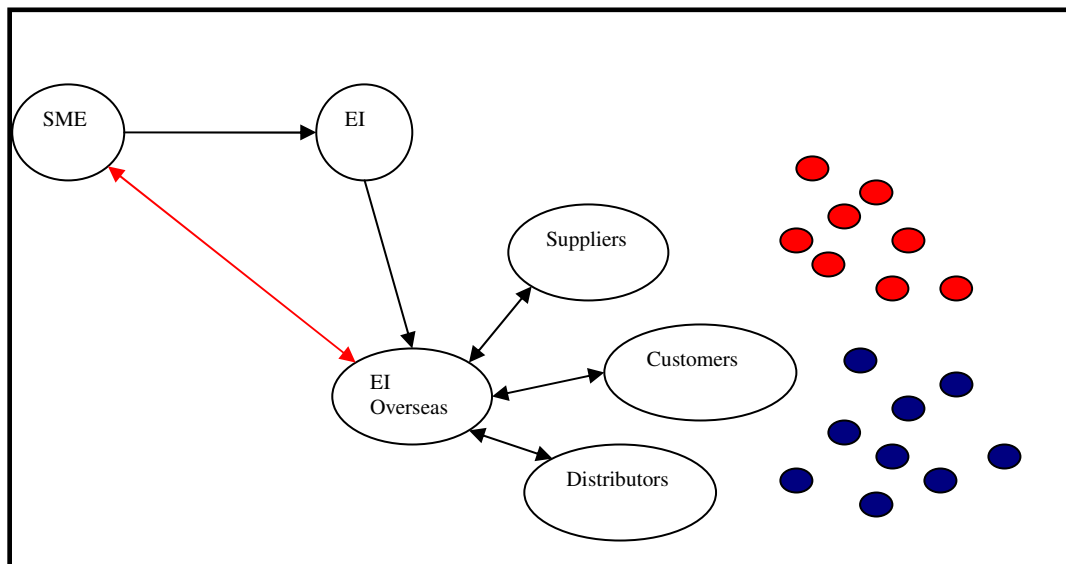 SME
EI
Suppliers
Customers
EI
Overseas
Distributors